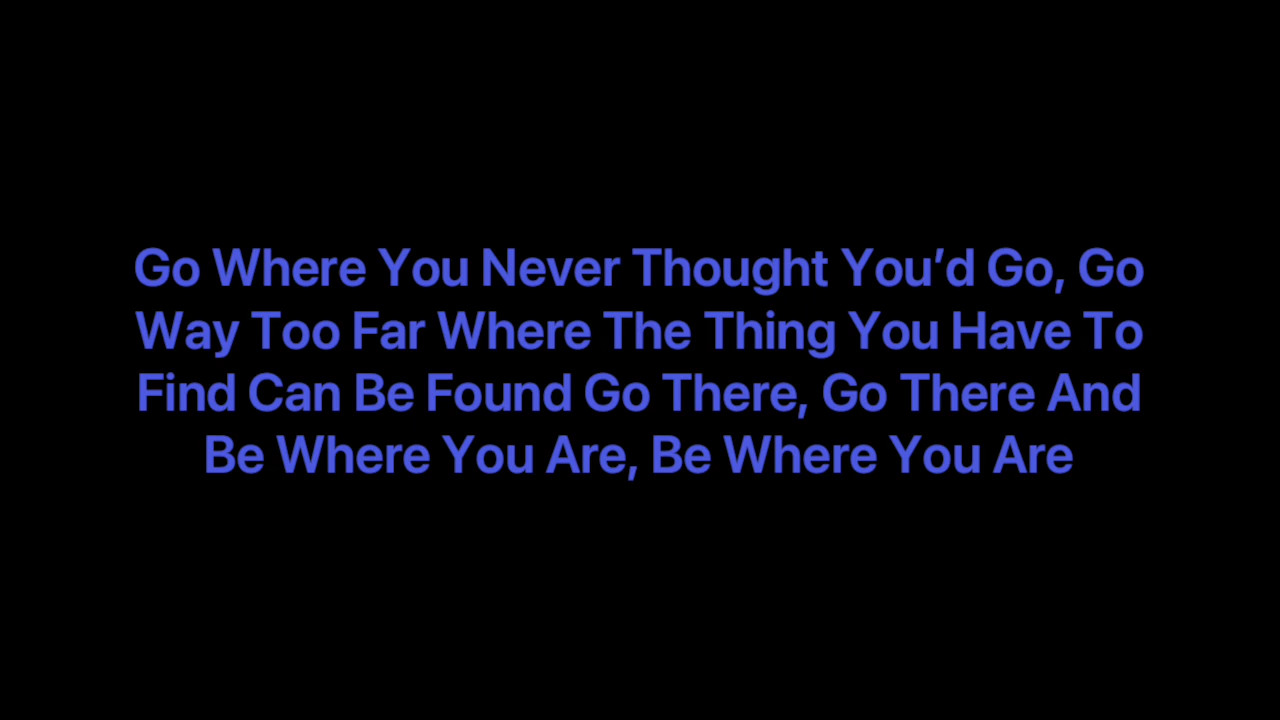 Go Where You Never Thought You’d Go, Go
Way Too Far Where The Thing You Have To
Find Can Be Found Go There, Go There And
Be Where You Are, Be Where You Are